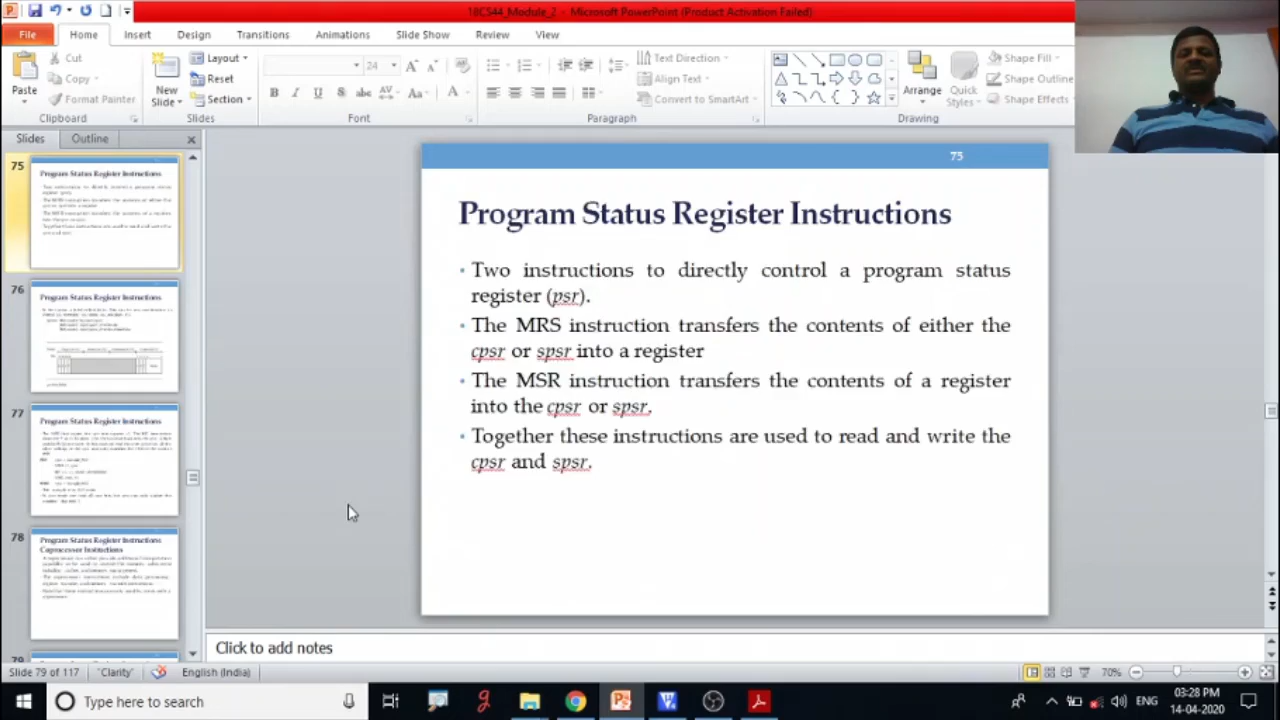 18CS44_Module_2 - Microsoft PowerPoint (Product Activation Failed)
File Home Insert Design Transitions Animations Slide Show Review View
Cut
Copy
Format Painter
Paste
Clipboard
New
Slide
Layout
Reset
Section
Slides
24
Font
Text Direction
Align Text
Convert to SmartArt
Paragraph
Arrange
Quick
Styles
Shape Fill
Shape Outline
Shape Effects
Drawing
Slides Outline
75
Program Status Register Instructions
76
Program Status Register Instructions
77
Program Status Register Instructions
78
Program Status Register Instructions
Coprocessor Instructions
79
75
Program Status Register Instructions
Two instructions to directly control a program status
register (psr).
The MRS instruction transfers the contents of either the
cpsr or spsr into a register
The MSR instruction transfers the contents of a register
into the cpsr or spsr.
Together these instructions are used to read and write the
cpsr and spsr.
Click to add notes
Slide 79 of 117 "Clarity" English (India) 70%
Type here to search
ENG
03:28 PM
14-04-2020